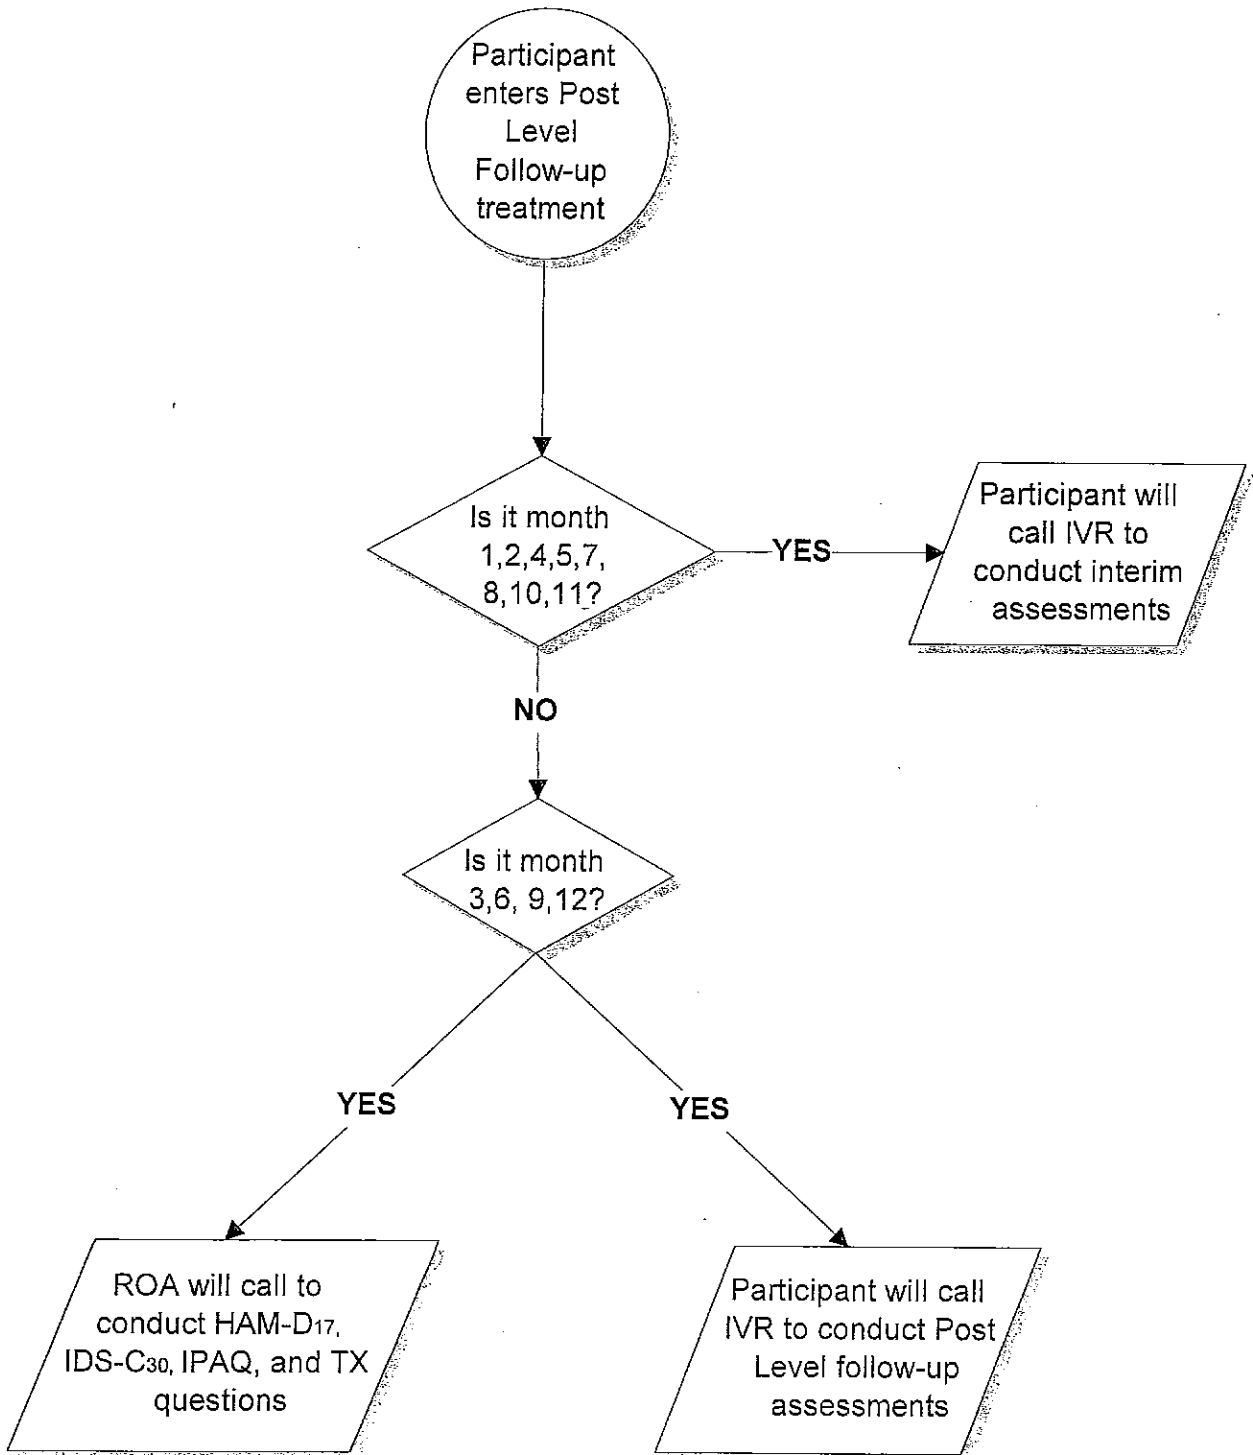 Participant
enters Post
Level
Follow-up
treatment
Is it month
1,2,4,5,7,
8,10,11?
YES
Participant will
call IVR to
conduct interim
assessments
NO
Is it month
3,6, 9,12?
YES
YES
ROA will call to
conduct HAM-D17,
IDS-C30, IPAQ, and TX
questions
Participant will call
IVR to conduct Post
Level follow-up
assessments